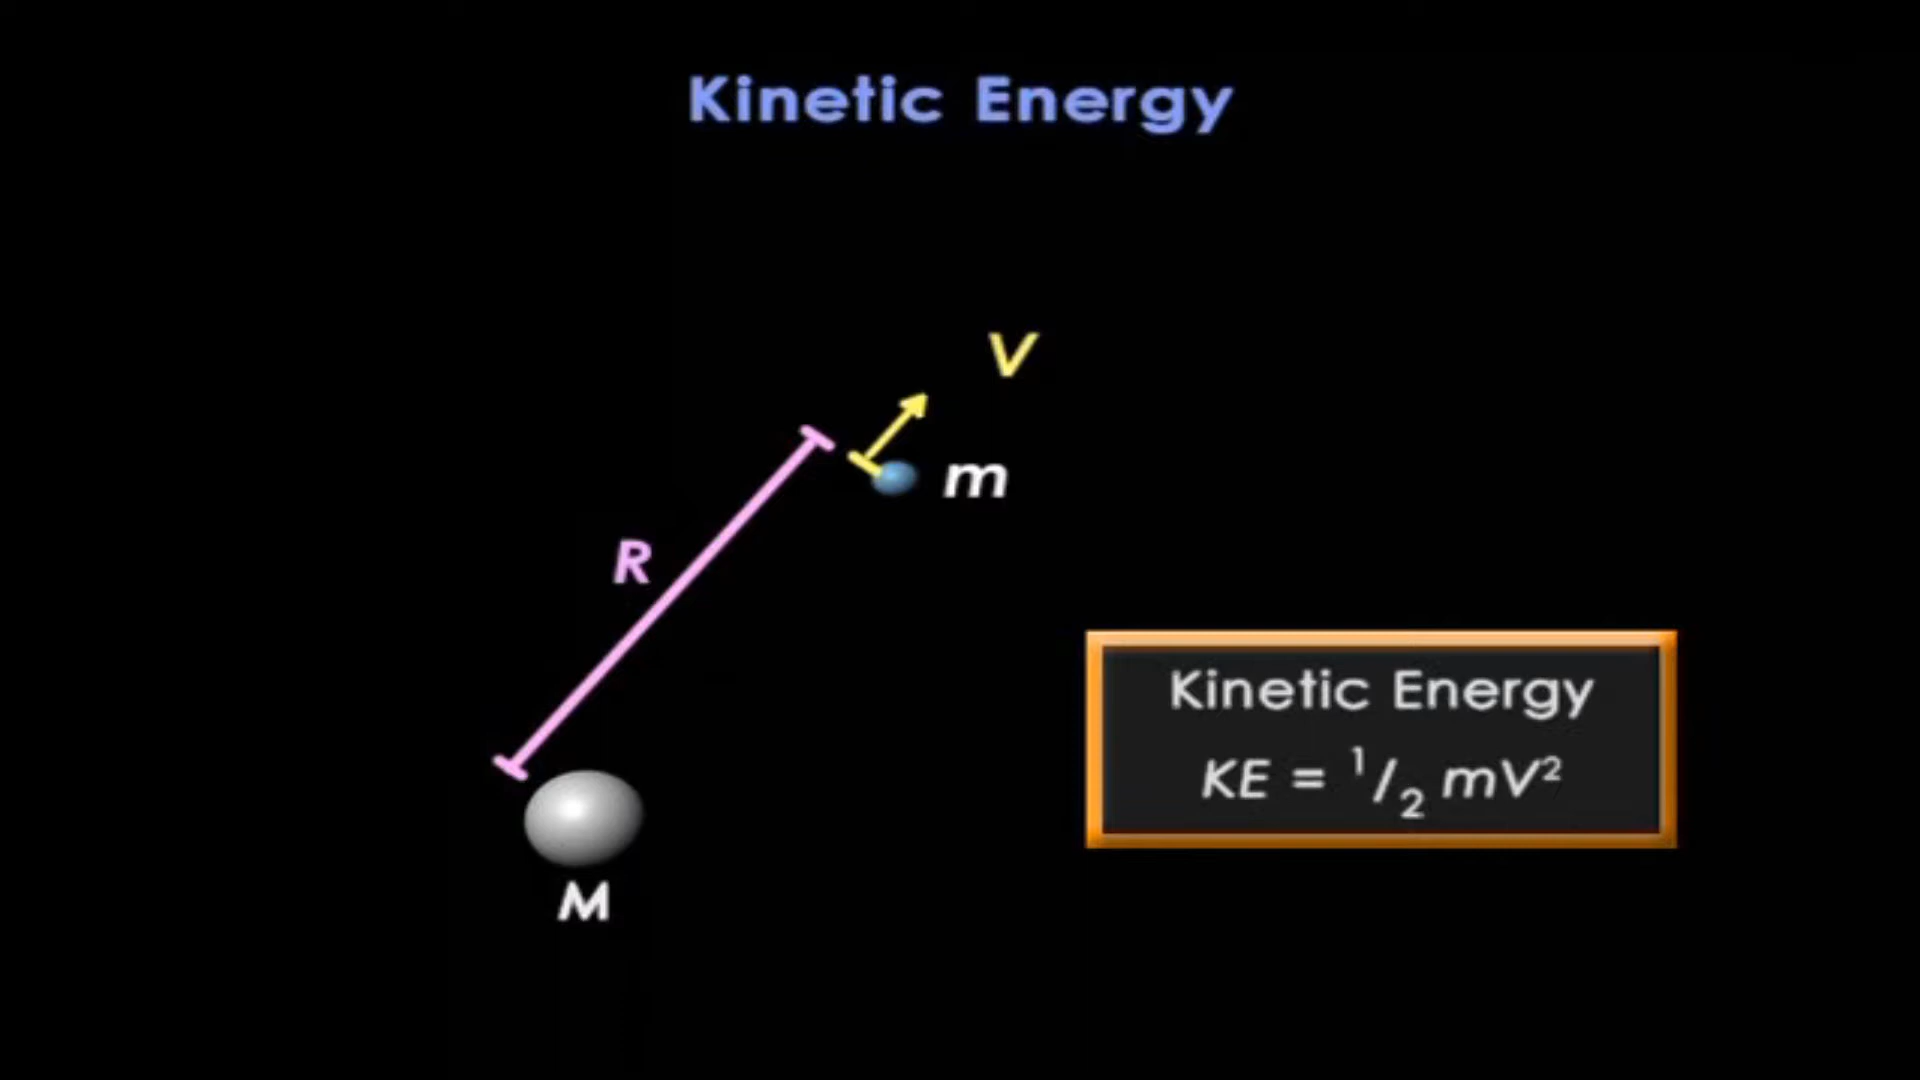 Kinetic Energy
V
m
R
M
Kinetic Energy
KE = ¹/₂ mV²